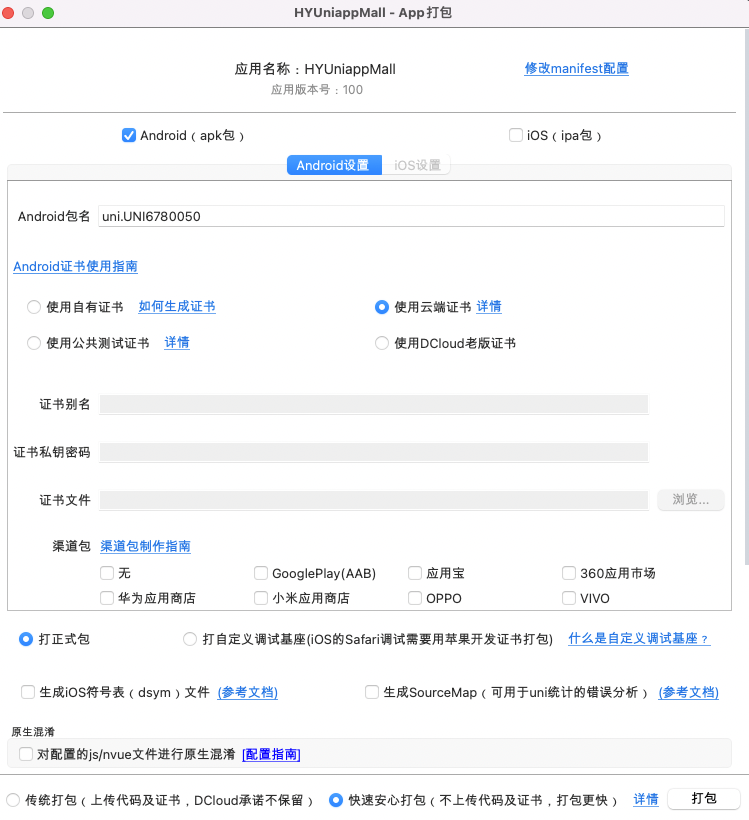 HYUniappMall - App打包
应用名称：HYUniappMall
修改manifest配置
应用版本号：100
Android（apk包）
iOS（ipa包）
Android设置
iOS设置
Android包名
uni.UNI6780050
Android证书使用指南
使用自有证书 如何生成证书
使用云端证书 详情
使用公共测试证书 详情
使用DCloud老版证书
证书别名
证书私钥密码
证书文件
浏览...
渠道包 渠道包制作指南
无
GooglePlay(AAB)
应用宝
360应用市场
华为应用商店
小米应用商店
OPPO
VIVO
打正式包
打自定义调试基座(iOS的Safari调试需要用苹果开发证书打包)
什么是自定义调试基座？
生成iOS符号表（dsym）文件 (参考文档)
生成SourceMap（可用于uni统计的错误分析） (参考文档)
原生混淆
对配置的js/nvue文件进行原生混淆 [配置指南]
传统打包（上传代码及证书，DCloud承诺不保留）
快速安心打包（不上传代码及证书，打包更快） 详情
打包